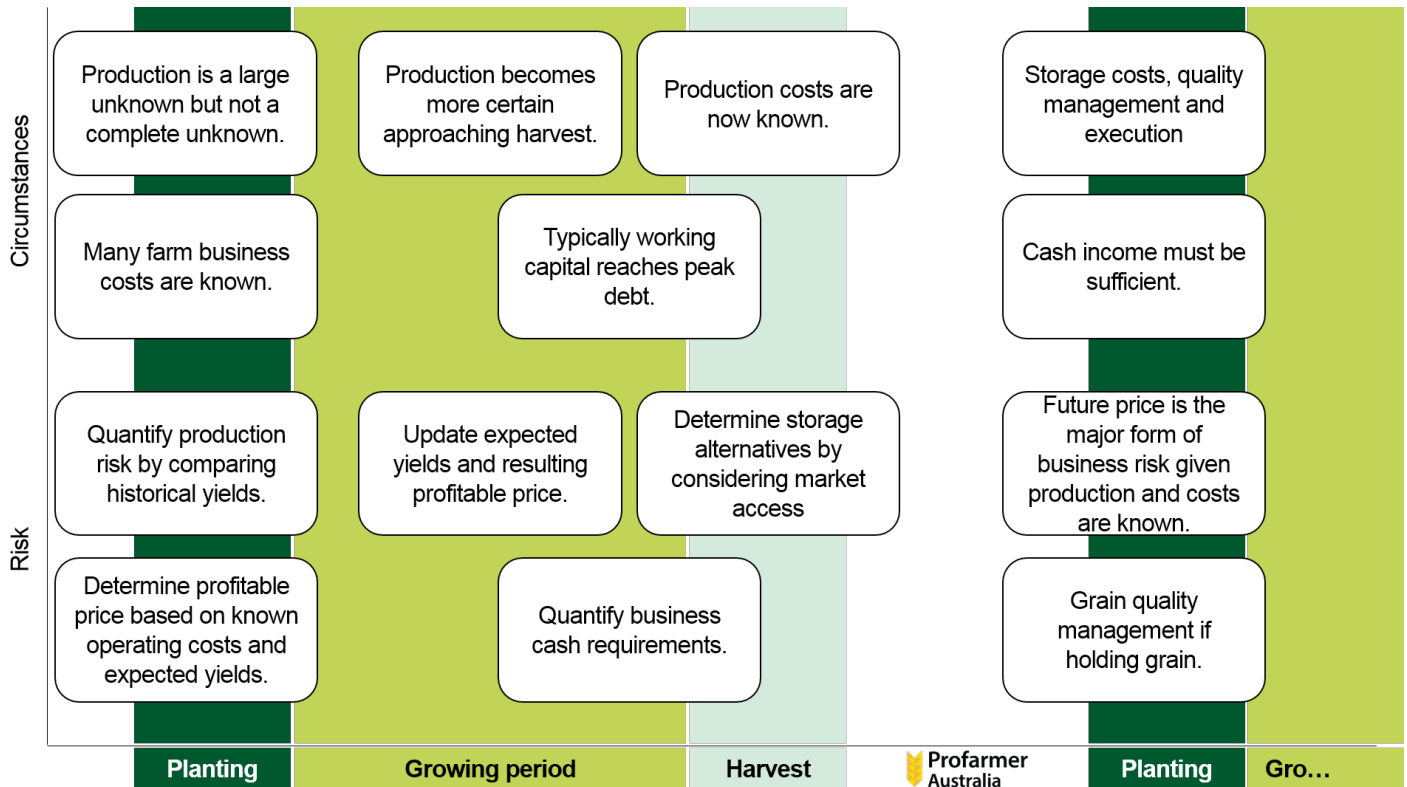 Circumstances
Production is a large
unknown but not a
complete unknown.
Production becomes
more certain
approaching harvest.
Production costs are
now known.
Storage costs, quality
management and
execution
Many farm business
costs are known.
Typically working
capital reaches peak
debt.
Cash income must be
sufficient.
Risk
Quantify production
risk by comparing
historical yields.
Update expected
yields and resulting
profitable price.
Determine storage
alternatives by
considering market
access
Future price is the
major form of
business risk given
production and costs
are known.
Determine profitable
price based on known
operating costs and
expected yields.
Quantify business
cash requirements.
Grain quality
management if
holding grain.
Planting
Growing period
Harvest
Profarmer
Australia
Planting
Gro…